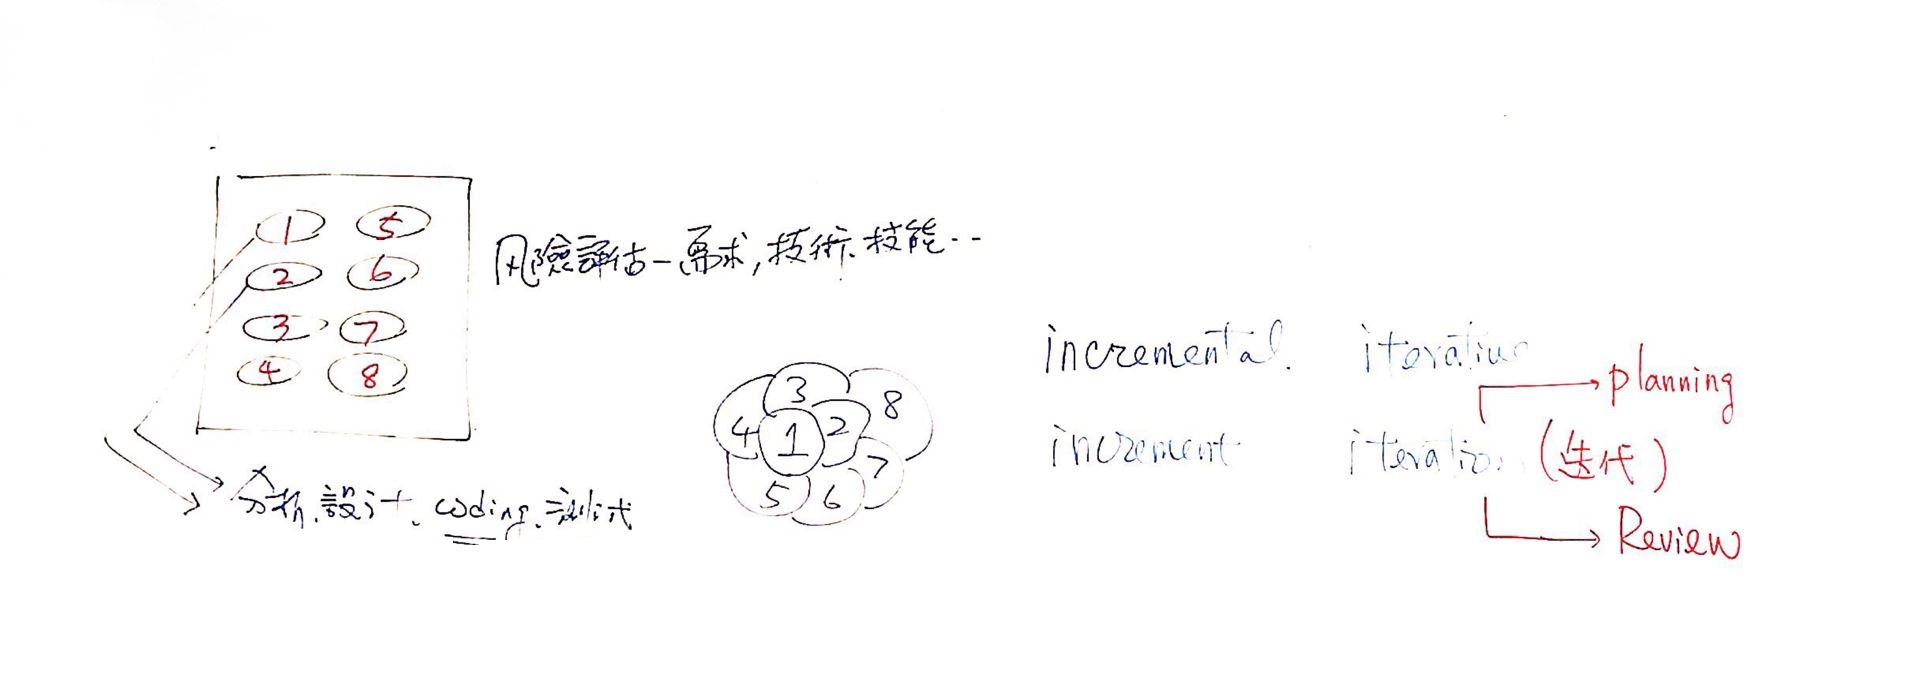 1 5
2 6
3 7
4 8
風險評估－需求,技術、技能‥
分析、設計、coding、測試
3
8
4 1 2
7
5 6
incremental. iterative
planning
increment iteration (迭代)
Review